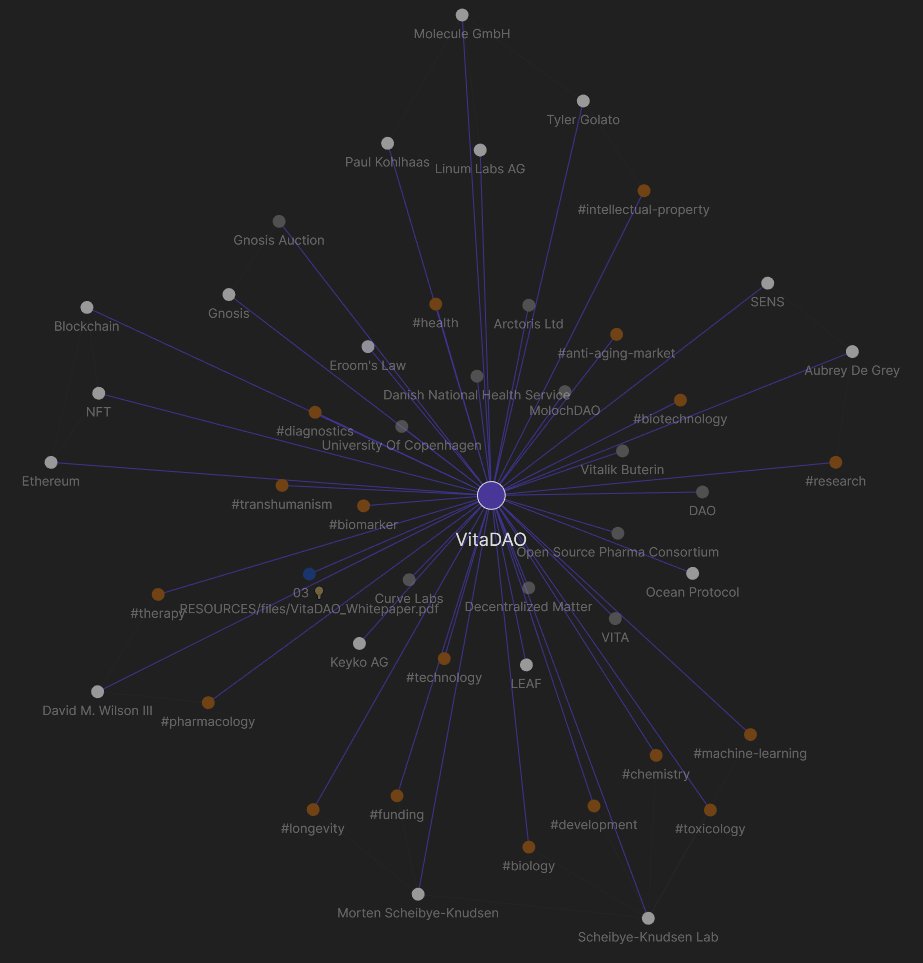 Molecule GmbH
Tyler Golato
Paul Kohlhaas
Linum Labs AG
#intellectual-property
Gnosis Auction
SENS
Gnosis
Blockchain
#health
Arctoris Ltd
#anti-aging-market
Eroom's Law
Aubrey De Grey
Danish National Health Service
MolochDAO
NFT
#biotechnology
#diagnostics
University Of Copenhagen
Vitalik Buterin
Ethereum
#research
#transhumanism
DAO
#biomarker
VitaDAO
Open Source Pharma Consortium
Ocean Protocol
03
Curve Labs
Decentralized Matter
RESOURCES/files/VitaDAO_Whitepaper.pdf
#therapy
VITA
Keyko AG
#technology
LEAF
David M. Wilson III
#pharmacology
#machine-learning
#chemistry
#funding
#development
#longevity
#toxicology
#biology
Morten Scheibye-Knudsen
Scheibye-Knudsen Lab